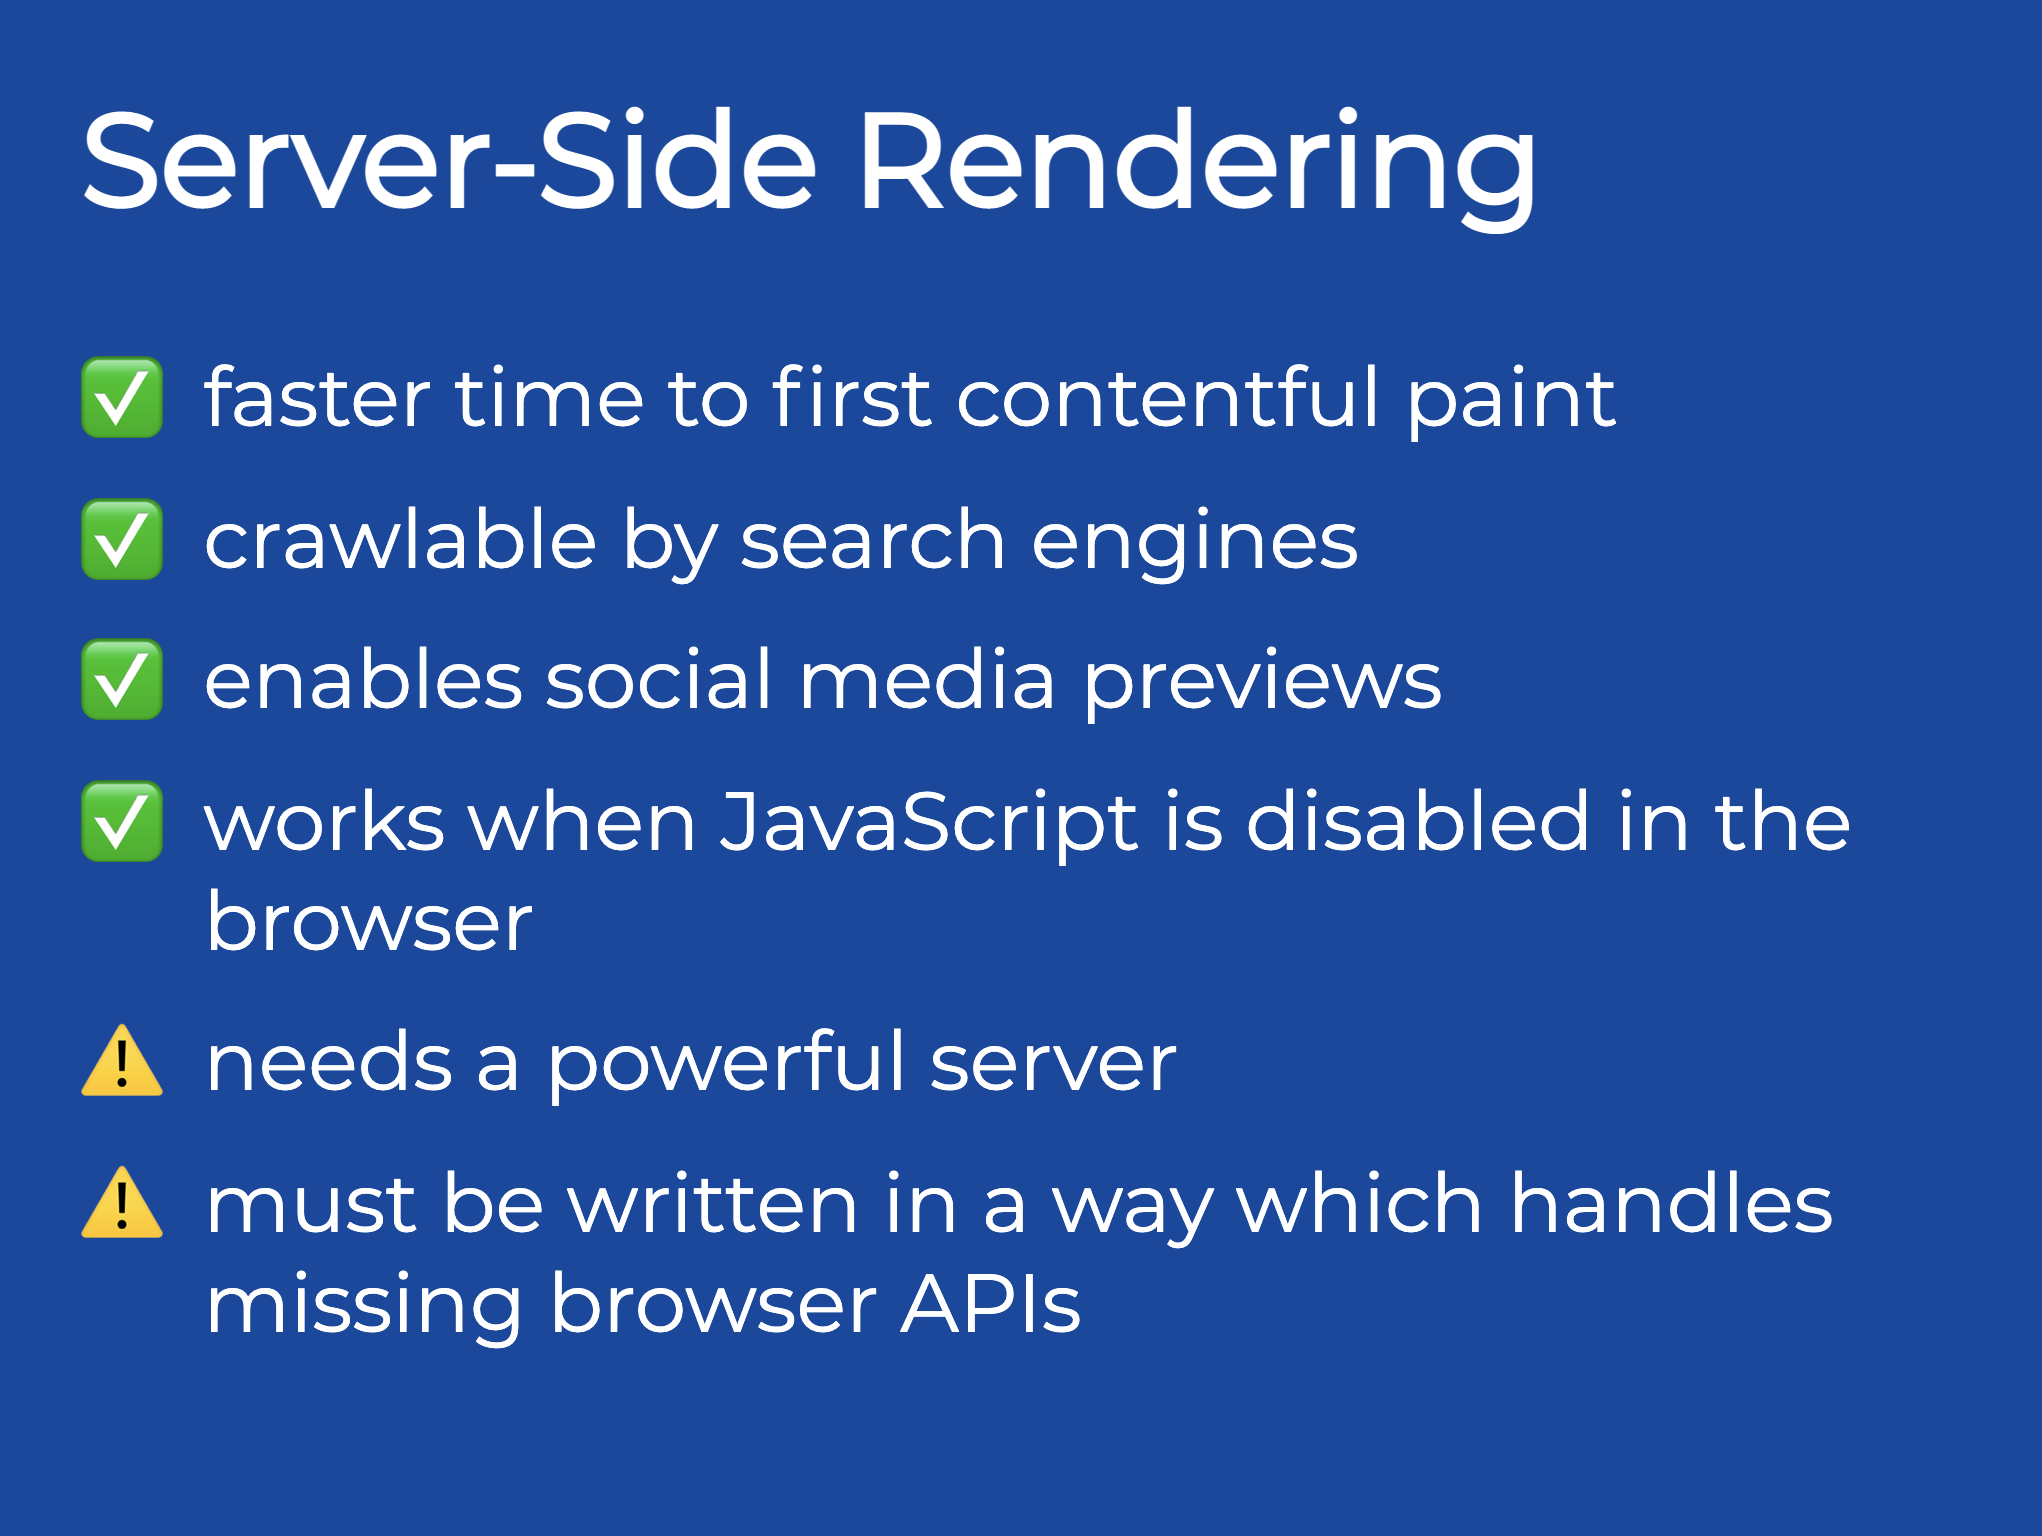 Server-Side Rendering
✅ faster time to first contentful paint
✅ crawlable by search engines
✅ enables social media previews
✅ works when JavaScript is disabled in the
browser
⚠️ needs a powerful server
⚠️ must be written in a way which handles
missing browser APIs